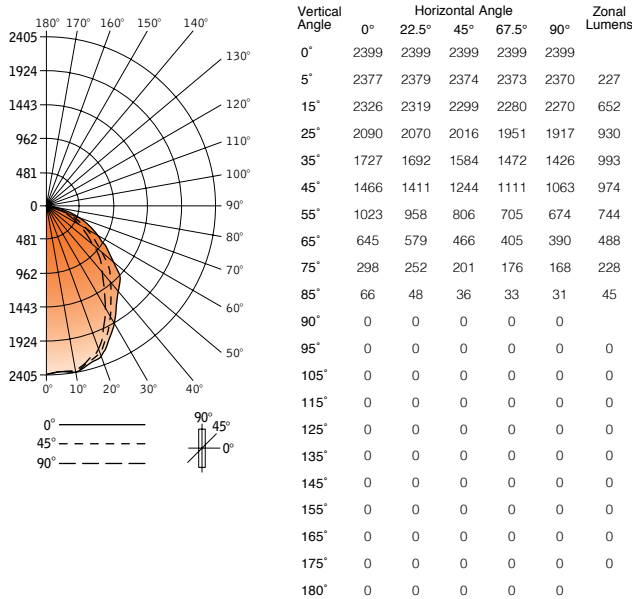 180° 170° 160° 150° 140°
2405
1924
1443
962
481
0
481
962
1443
1924
2405
130°
120°
110°
100°
90°
80°
70°
60°
50°
0° 10° 20° 30° 40°
0°
45°
90°
90°
45°
0°
Vertical Angle Horizontal Angle Zonal Lumens
0° 22.5° 45° 67.5° 90°
0° 2399 2399 2399 2399 2399
5° 2377 2379 2374 2373 2370 227
15° 2326 2319 2299 2280 2270 652
25° 2090 2070 2016 1951 1917 930
35° 1727 1692 1584 1472 1426 993
45° 1466 1411 1244 1111 1063 974
55° 1023 958 806 705 674 744
65° 645 579 466 405 390 488
75° 298 252 201 176 168 228
85° 66 48 36 33 31 45
90° 0 0 0 0 0
95° 0 0 0 0 0 0
105° 0 0 0 0 0 0
115° 0 0 0 0 0 0
125° 0 0 0 0 0 0
135° 0 0 0 0 0 0
145° 0 0 0 0 0 0
155° 0 0 0 0 0 0
165° 0 0 0 0 0 0
175° 0 0 0 0 0 0
180° 0 0 0 0 0